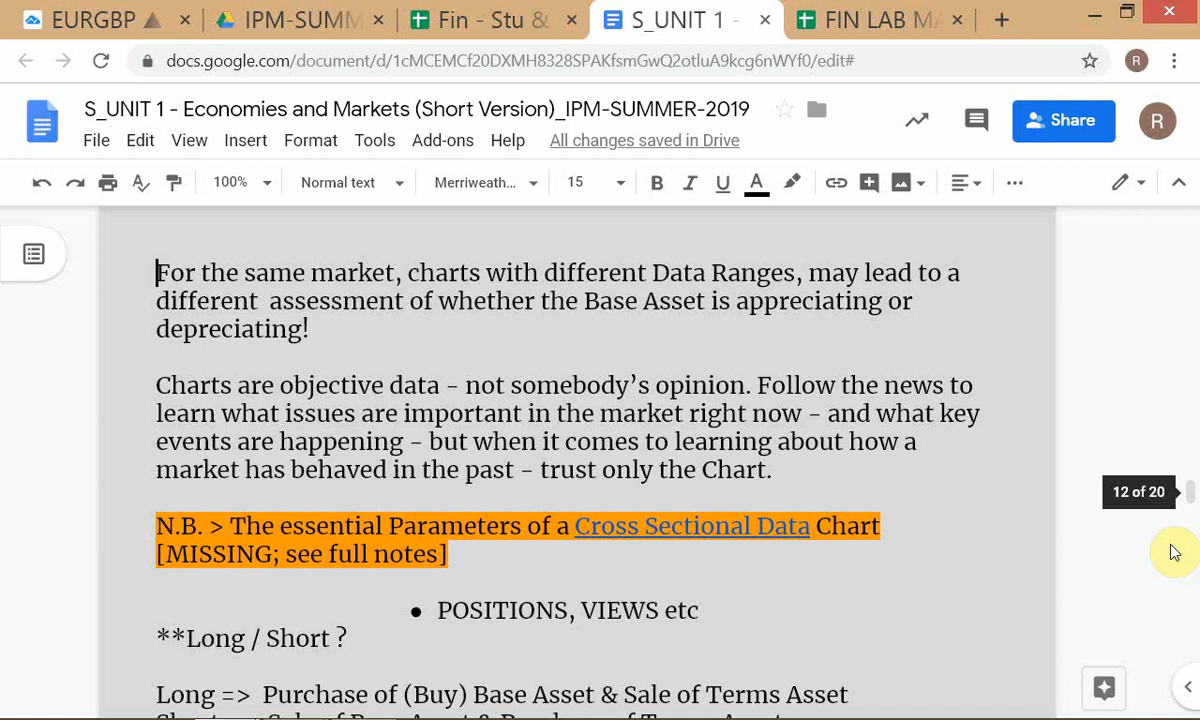 EURGBP
IPM-SUMM
Fin - Stu &
S_UNIT 1 -
FIN LAB MA
docs.google.com/document/d/1cMCEMCf20DXMH8328SPAKfsmGwQ2otluA9kcg6nWYf0/edit#
R
S_UNIT 1 - Economies and Markets (Short Version)_IPM-SUMMER-2019
Share
R
File Edit View Insert Format Tools Add-ons Help All changes saved in Drive
100% Normal text Merriweath... 15 B I U A
For the same market, charts with different Data Ranges, may lead to a
different  assessment of whether the Base Asset is appreciating or
depreciating!
Charts are objective data - not somebody's opinion. Follow the news to
learn what issues are important in the market right now - and what key
events are happening - but when it comes to learning about how a
market has behaved in the past - trust only the Chart.
12 of 20
N.B. > The essential Parameters of a Cross Sectional Data Chart
[MISSING; see full notes]
● POSITIONS, VIEWS etc
**Long / Short ?
Long =>  Purchase of (Buy) Base Asset & Sale of Terms Asset